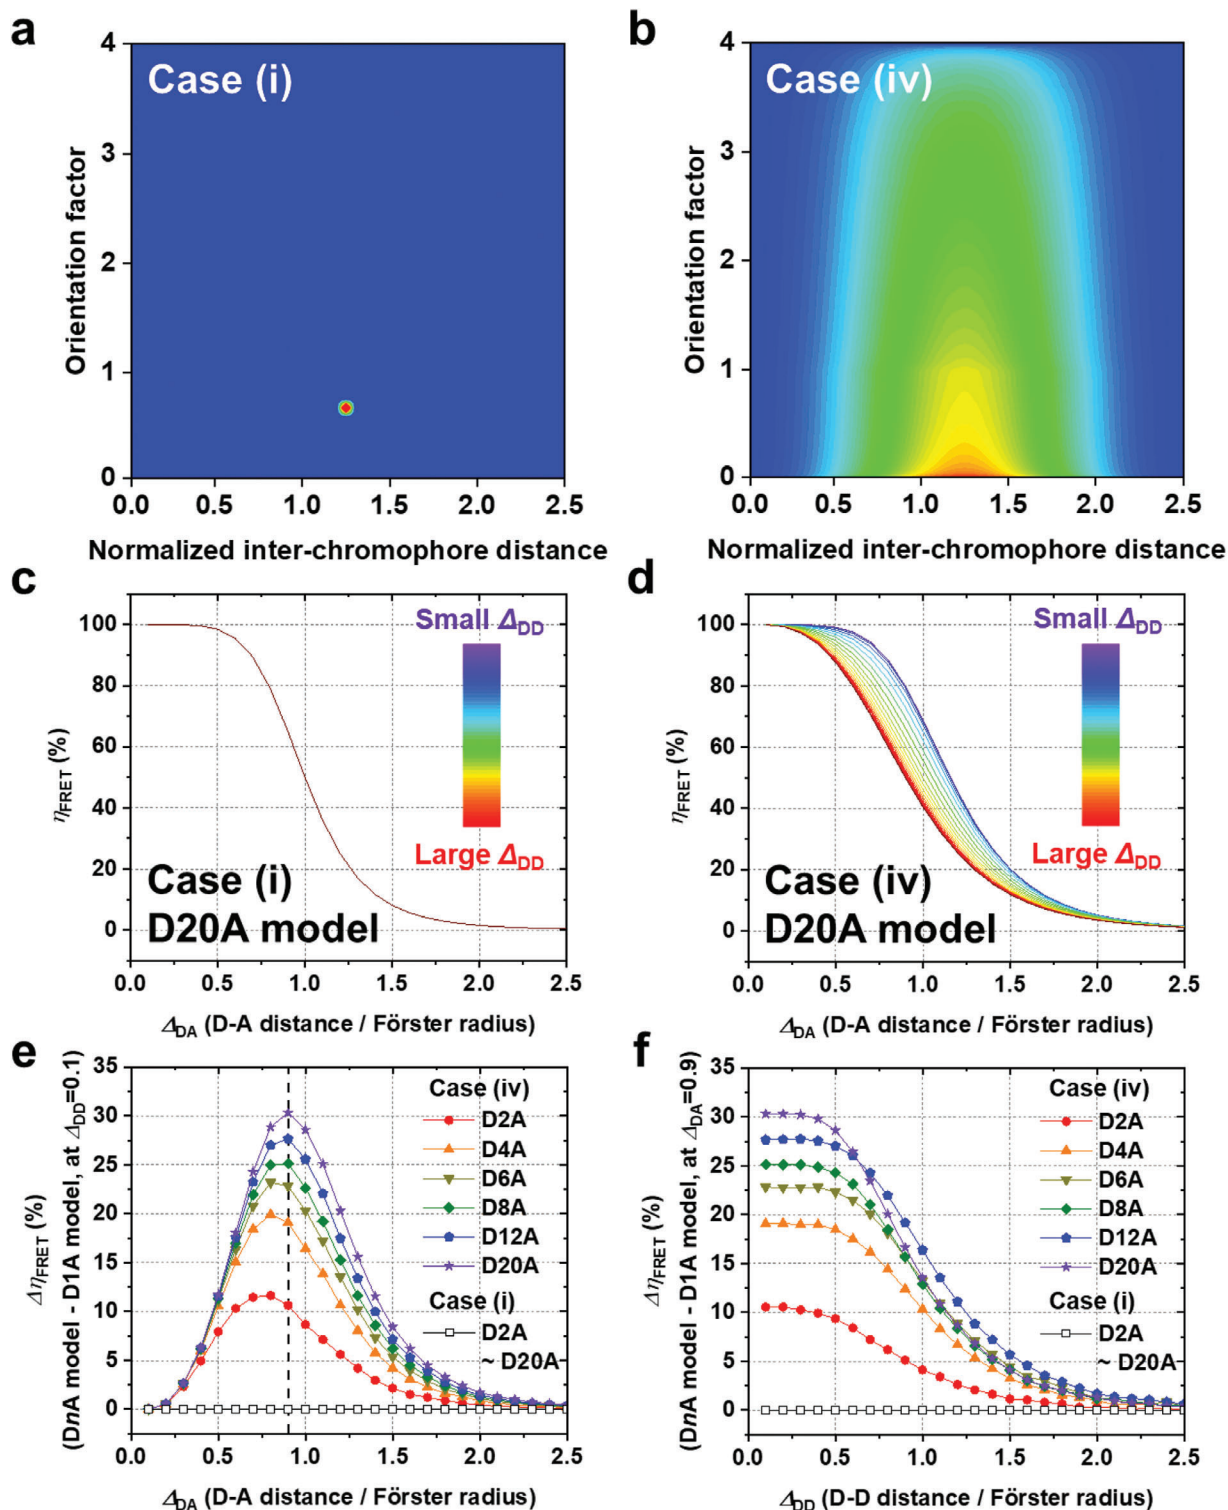 a
Case (i)
Orientation factor
4
3
2
1
0
0.0 0.5 1.0 1.5 2.0 2.5
Normalized inter-chromophore distance
b
Case (iv)
Orientation factor
4
3
2
1
0
0.0 0.5 1.0 1.5 2.0 2.5
Normalized inter-chromophore distance
c
Small ΔDD
Large ΔDD
Case (i)
D20A model
ηFRET (%)
100
80
60
40
20
0
0.0 0.5 1.0 1.5 2.0 2.5
ΔDA (D-A distance / Förster radius)
d
Small ΔDD
Large ΔDD
Case (iv)
D20A model
ηFRET (%)
100
80
60
40
20
0
0.0 0.5 1.0 1.5 2.0 2.5
ΔDA (D-A distance / Förster radius)
e
ΔηFRET (%)
(DnA model - D1A model, at ΔDD=0.1)
35
30
25
20
15
10
5
0
Case (iv)
D2A
D4A
D6A
D8A
D12A
D20A
Case (i)
D2A
~ D20A
0.0 0.5 1.0 1.5 2.0 2.5
ΔDA (D-A distance / Förster radius)
f
ΔηFRET (%)
(DnA model - D1A model, at ΔDA=0.9)
35
30
25
20
15
10
5
0
Case (iv)
D2A
D4A
D6A
D8A
D12A
D20A
Case (i)
D2A
~ D20A
0.0 0.5 1.0 1.5 2.0 2.5
ΔDD (D-D distance / Förster radius)